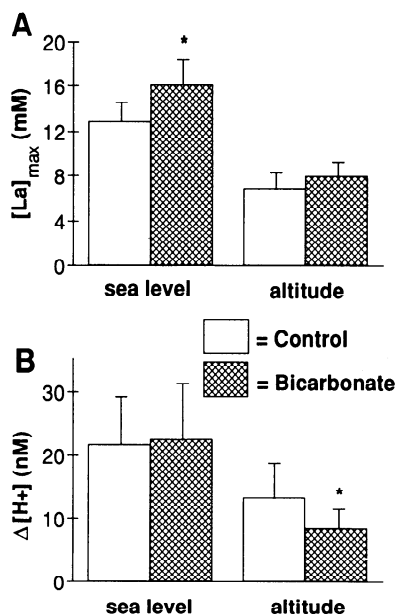 A
20
*
16
12
8
4
0
[La]max (mM)
sea level
altitude
= Control
= Bicarbonate
B
30
20
*
10
0
Δ[H+] (nM)
sea level
altitude